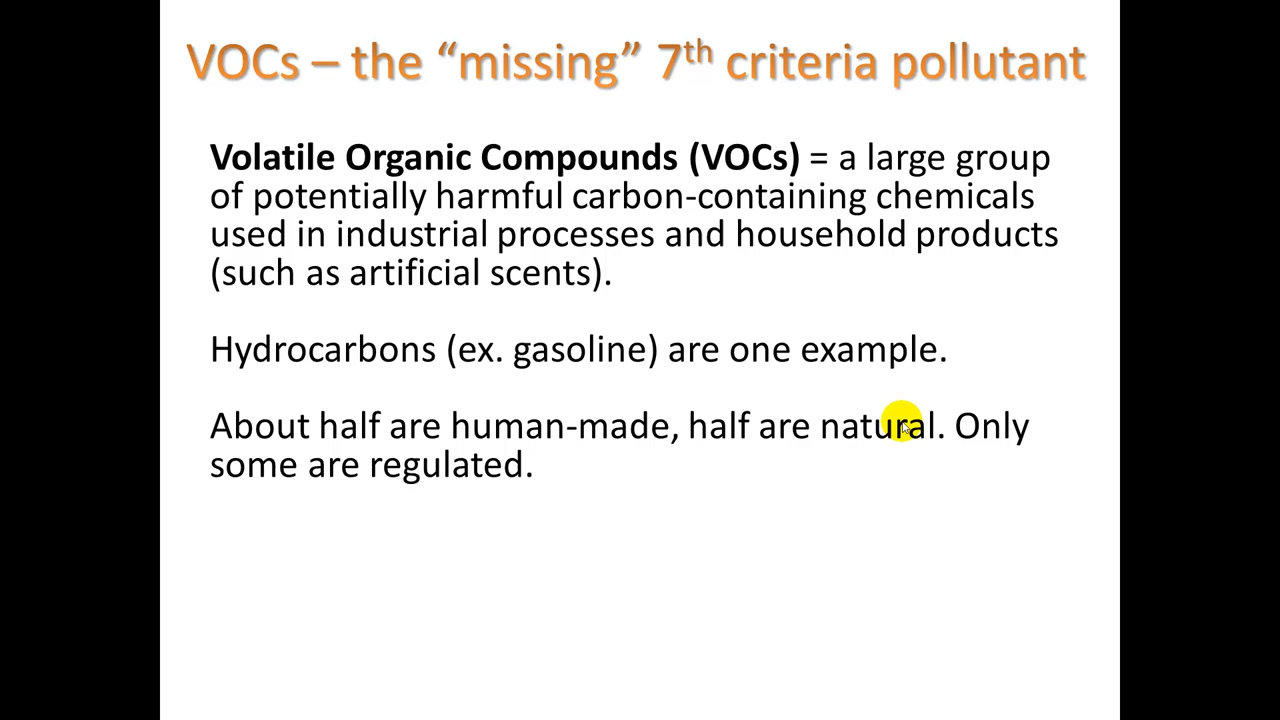 VOCs – the “missing” 7th criteria pollutant
Volatile Organic Compounds (VOCs) = a large group
of potentially harmful carbon-containing chemicals
used in industrial processes and household products
(such as artificial scents).
Hydrocarbons (ex. gasoline) are one example.
About half are human-made, half are natural. Only
some are regulated.